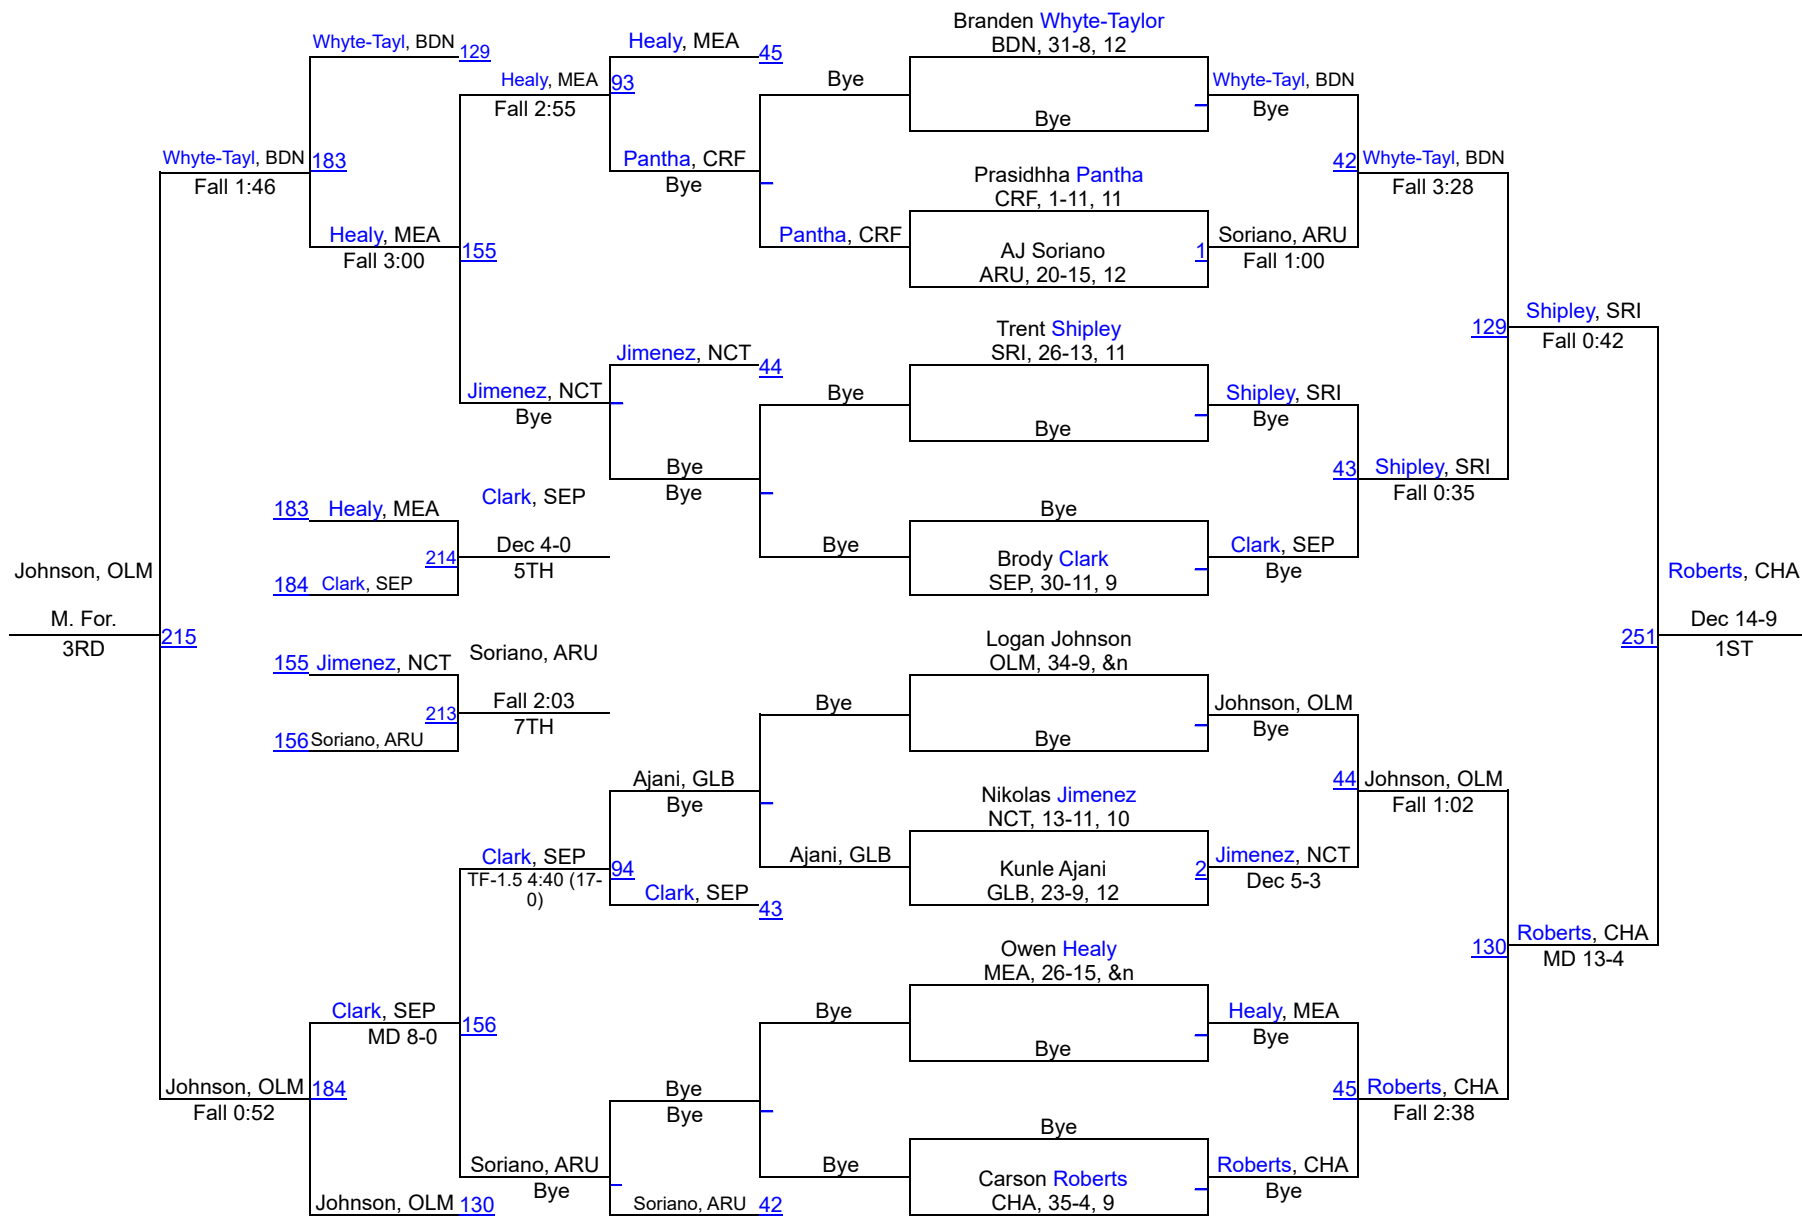 Branden Whyte-Taylor
BDN, 31-8, 12
Whyte-Tayl, BDN 129
Healy, MEA 45
Healy, MEA 93
Fall 2:55
Bye
Bye
Whyte-Tayl, BDN
Bye
Whyte-Tayl, BDN 183
Fall 1:46
Pantha, CRF
Bye
Prasidhha Pantha
CRF, 1-11, 11
42 Whyte-Tayl, BDN
Fall 3:28
Healy, MEA
Fall 3:00
155
Pantha, CRF
AJ Soriano
ARU, 20-15, 12
1
Soriano, ARU
Fall 1:00
Trent Shipley
SRI, 26-13, 11
129
Shipley, SRI
Fall 0:42
Jimenez, NCT 44
Jimenez, NCT
Bye
Bye
Bye
Shipley, SRI
Bye
Bye
Bye
43 Shipley, SRI
Fall 0:35
183 Healy, MEA
Clark, SEP
214
Dec 4-0
5TH
184 Clark, SEP
Bye
Bye
Brody Clark
SEP, 30-11, 9
Clark, SEP
Bye
Johnson, OLM
M. For.
3RD
215
Roberts, CHA
Dec 14-9
1ST
251
155 Jimenez, NCT
Soriano, ARU
213
Fall 2:03
7TH
156 Soriano, ARU
Logan Johnson
OLM, 34-9, &n
Bye
Bye
Johnson, OLM
Bye
Ajani, GLB
Bye
Nikolas Jimenez
NCT, 13-11, 10
44 Johnson, OLM
Fall 1:02
Clark, SEP
TF-1.5 4:40 (17-
0)
94
Clark, SEP 43
Ajani, GLB
Kunle Ajani
GLB, 23-9, 12
2 Jimenez, NCT
Dec 5-3
Owen Healy
MEA, 26-15, &n
130
Roberts, CHA
MD 13-4
Clark, SEP
MD 8-0
156
Bye
Bye
Healy, MEA
Bye
Johnson, OLM 184
Fall 0:52
Bye
Bye
Bye
45 Roberts, CHA
Fall 2:38
Soriano, ARU
Bye
Bye
Carson Roberts
CHA, 35-4, 9
Roberts, CHA
Bye
Johnson, OLM 130
Soriano, ARU 42